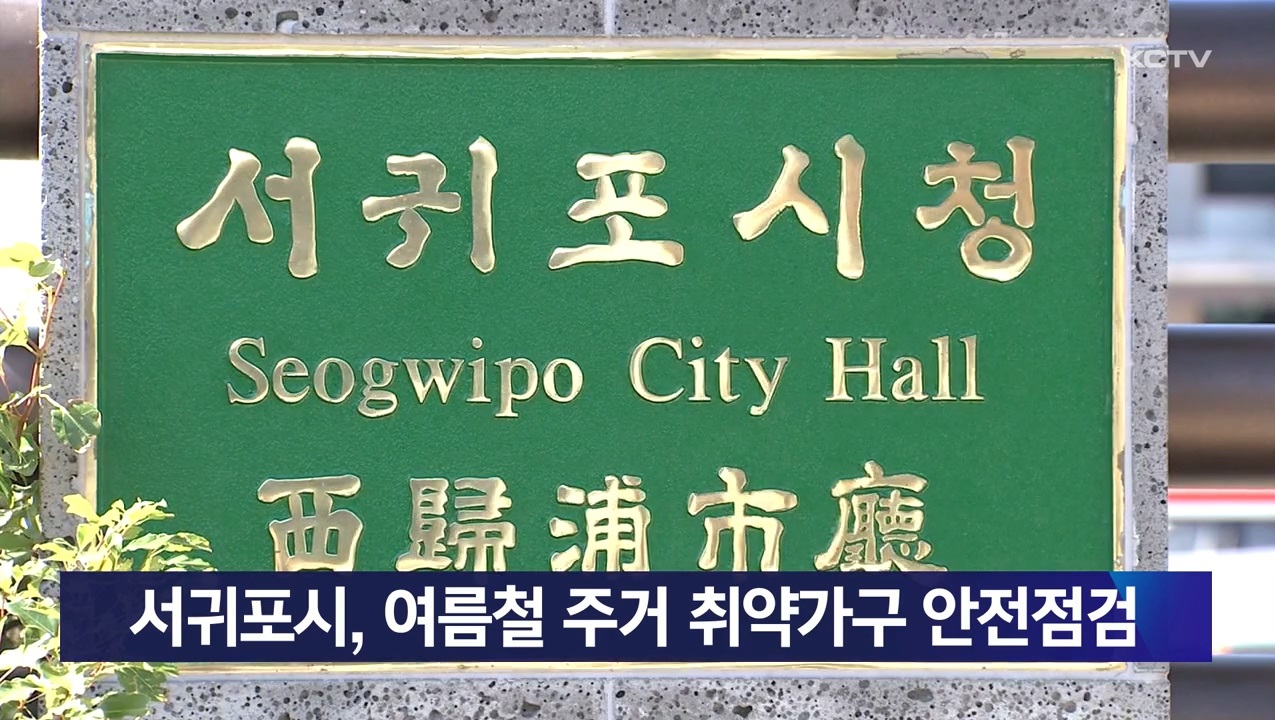 KCTV
서귀포시청
Seogwipo City Hall
西歸浦市廳
서귀포시, 여름철 주거 취약가구 안전점검